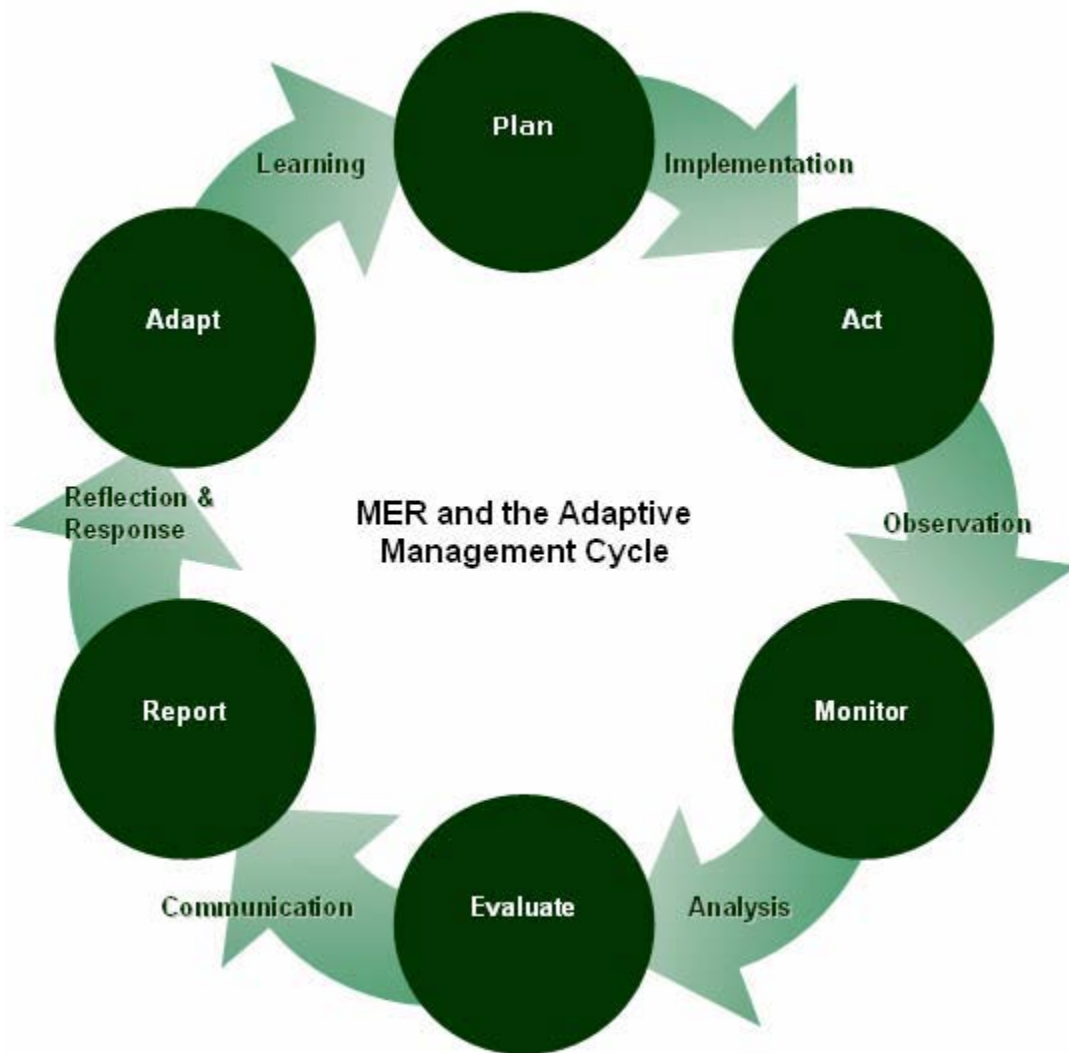 Plan
Implementation
Act
Observation
Monitor
Analysis
Evaluate
Communication
Report
Reflection &
Response
Adapt
Learning
MER and the Adaptive
Management Cycle